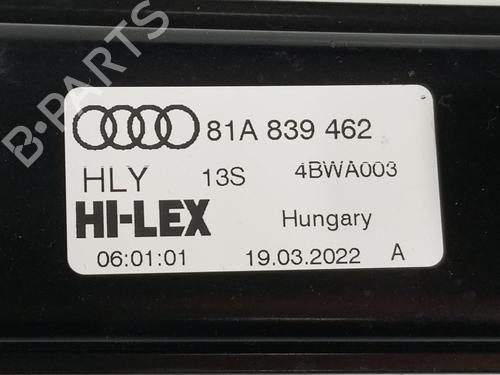 B-PARTS
81A 839 462
HLY 13S 4BWA003
HI-LEX Hungary
06:01:01 19.03.2022 A